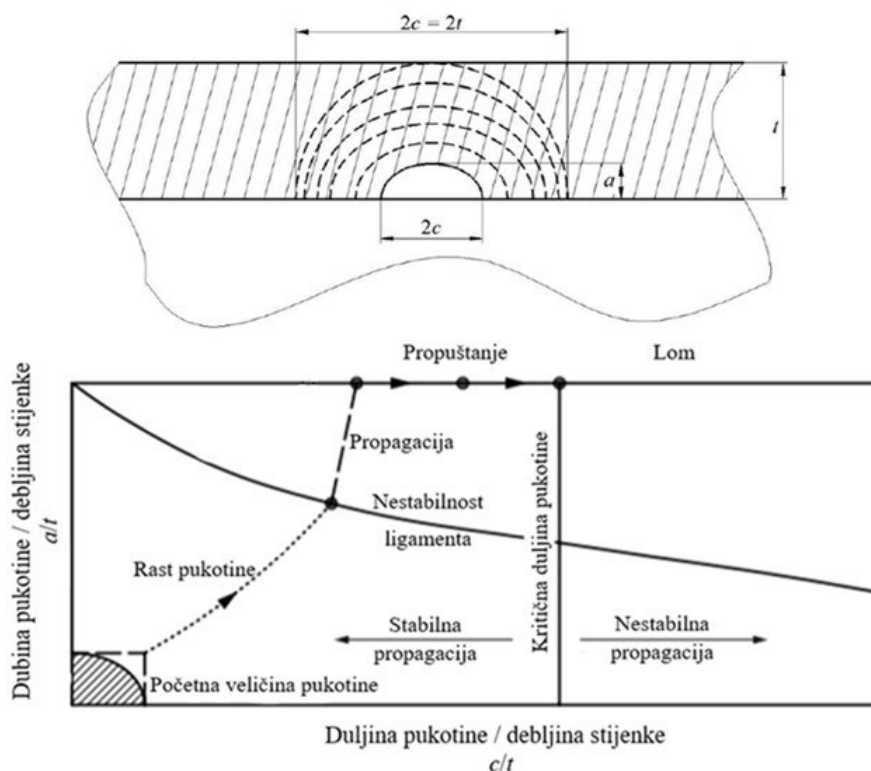 2c = 2t
t
a
2c
Propuštanje
Lom
Propagacija
Nestabilnost
ligamenta
Kritična duljina pukotine
Rast pukotine
Stabilna
propagacija
Nestabilna
propagacija
Početna veličina pukotine
Dubina pukotine / debljina stijenke
a/t
Duljina pukotine / debljina stijenke
c/t